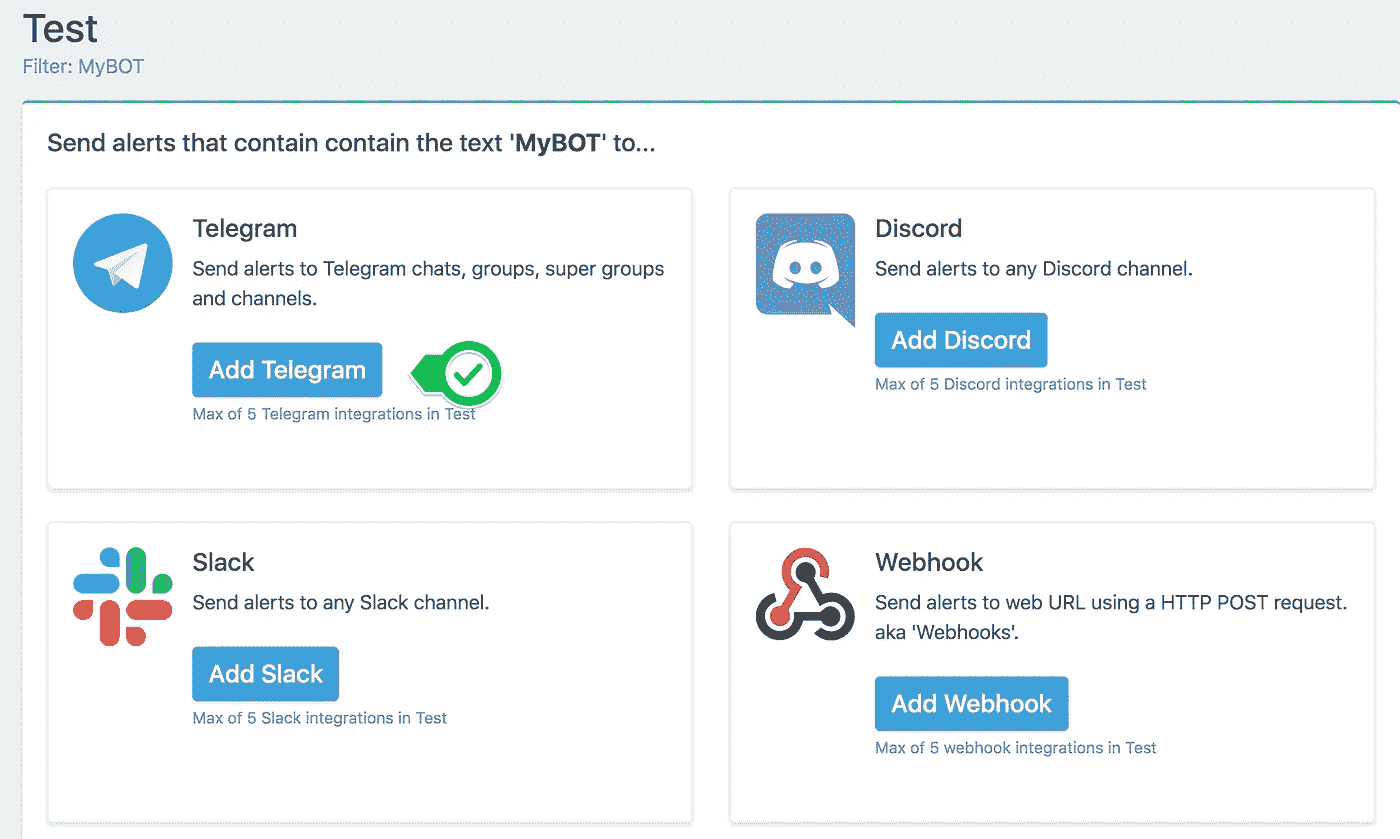 Test
Filter: MyBOT
Send alerts that contain contain the text 'MyBOT' to...
Telegram
Send alerts to Telegram chats, groups, super groups
and channels.
Add Telegram
Max of 5 Telegram integrations in Test
Discord
Send alerts to any Discord channel.
Add Discord
Max of 5 Discord integrations in Test
Slack
Send alerts to any Slack channel.
Add Slack
Max of 5 Slack integrations in Test
Webhook
Send alerts to web URL using a HTTP POST request.
aka 'Webhooks'.
Add Webhook
Max of 5 webhook integrations in Test